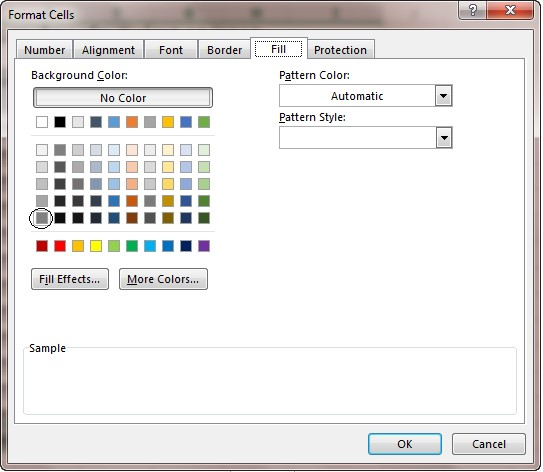 Format Cells
?
Number Alignment Font Border Fill Protection
Background Color:
No Color
Pattern Color:
Automatic
Pattern Style:
Fill Effects... More Colors...
Sample
OK Cancel